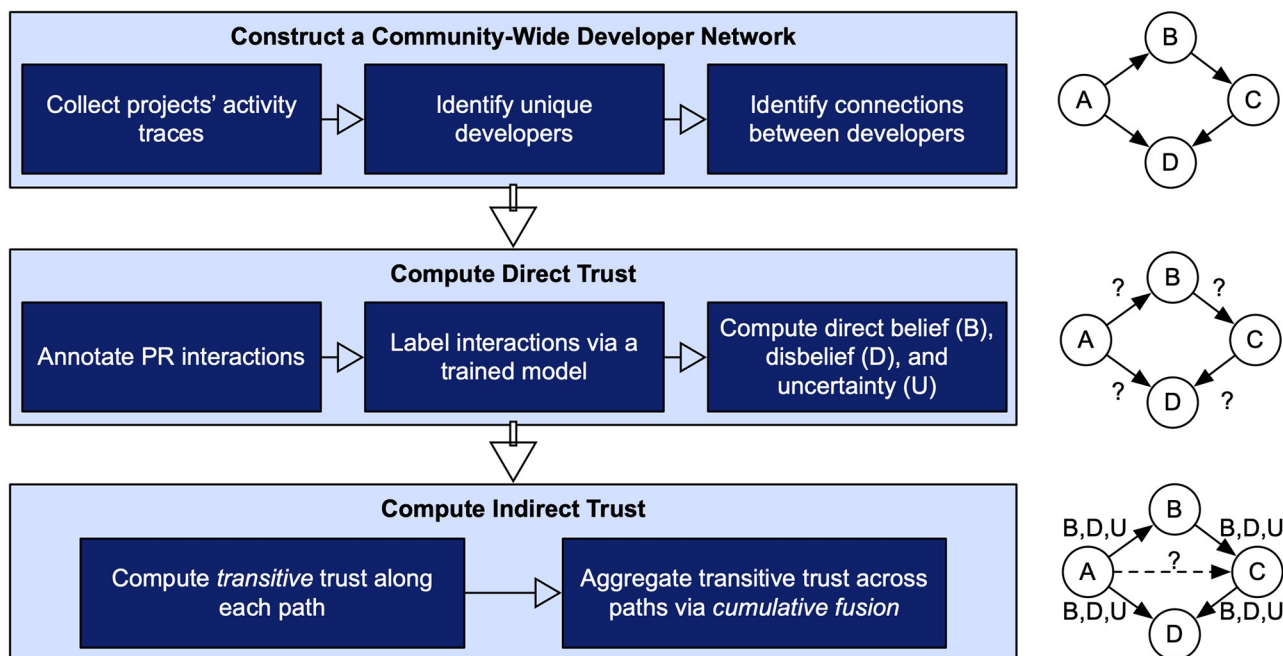 Construct a Community-Wide Developer Network
Collect projects’ activity
traces
Identify unique
developers
Identify connections
between developers
B
A
C
D
Compute Direct Trust
Annotate PR interactions
Label interactions via a
trained model
Compute direct belief (B),
disbelief (D), and
uncertainty (U)
B
? ?
A
C
? ?
D
Compute Indirect Trust
Compute transitive trust along
each path
Aggregate transitive trust across
paths via cumulative fusion
B
B,D,U B,D,U
?
A
C
B,D,U B,D,U
D